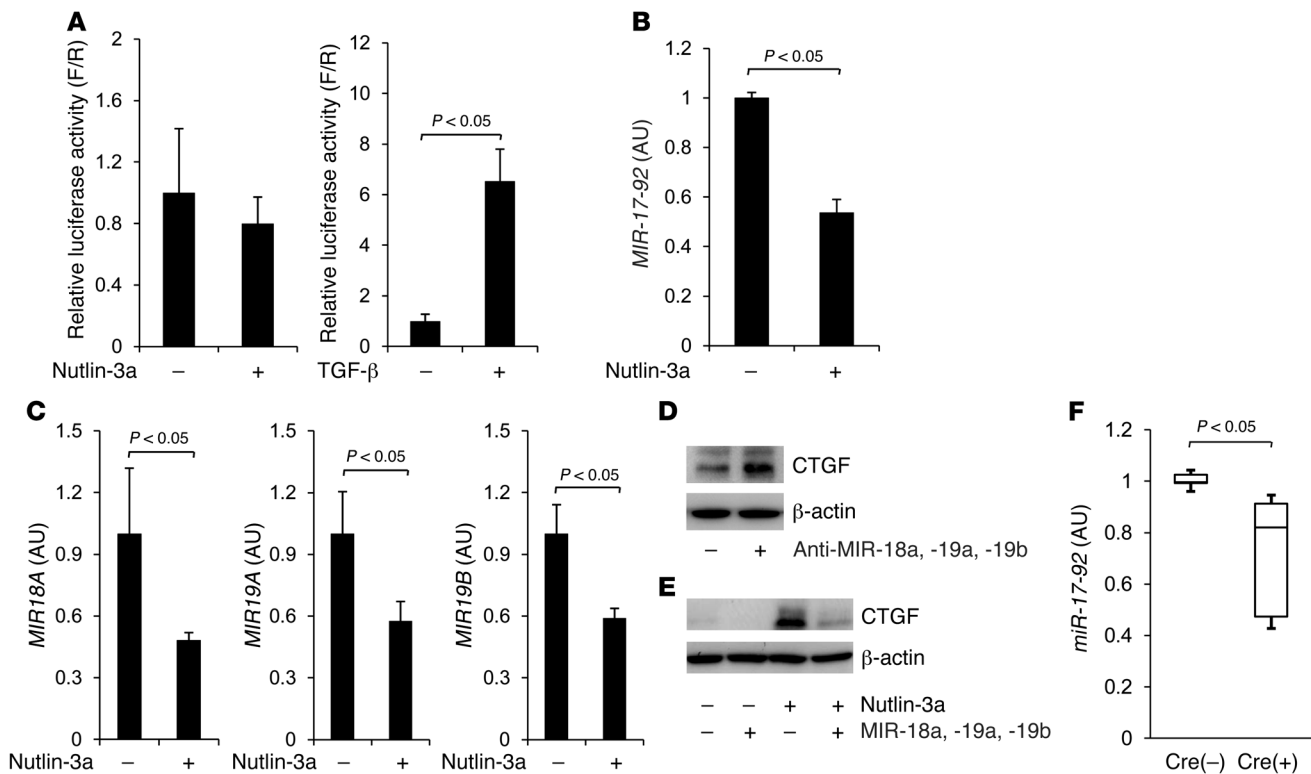 A
Relative luciferase activity (F/R)
2
1.6
1.2
0.8
0.4
0
Nutlin-3a − +
Relative luciferase activity (F/R)
12
10
8
6
4
2
0
P < 0.05
TGF-β − +
B
MIR-17-92 (AU)
1.2
1
0.8
0.6
0.4
0.2
0
P < 0.05
Nutlin-3a − +
C
MIR18A (AU)
1.5
1.2
0.9
0.6
0.3
0
P < 0.05
Nutlin-3a − +
MIR19A (AU)
1.5
1.2
0.9
0.6
0.3
0
P < 0.05
Nutlin-3a − +
MIR19B (AU)
1.5
1.2
0.9
0.6
0.3
0
P < 0.05
Nutlin-3a − +
D
CTGF
β-actin
− + Anti-MIR-18a, -19a, -19b
E
CTGF
β-actin
− − + + Nutlin-3a
− + − + MIR-18a, -19a, -19b
F
miR-17-92 (AU)
1.2
1
0.8
0.6
0.4
0.2
0
P < 0.05
Cre(−) Cre(+)